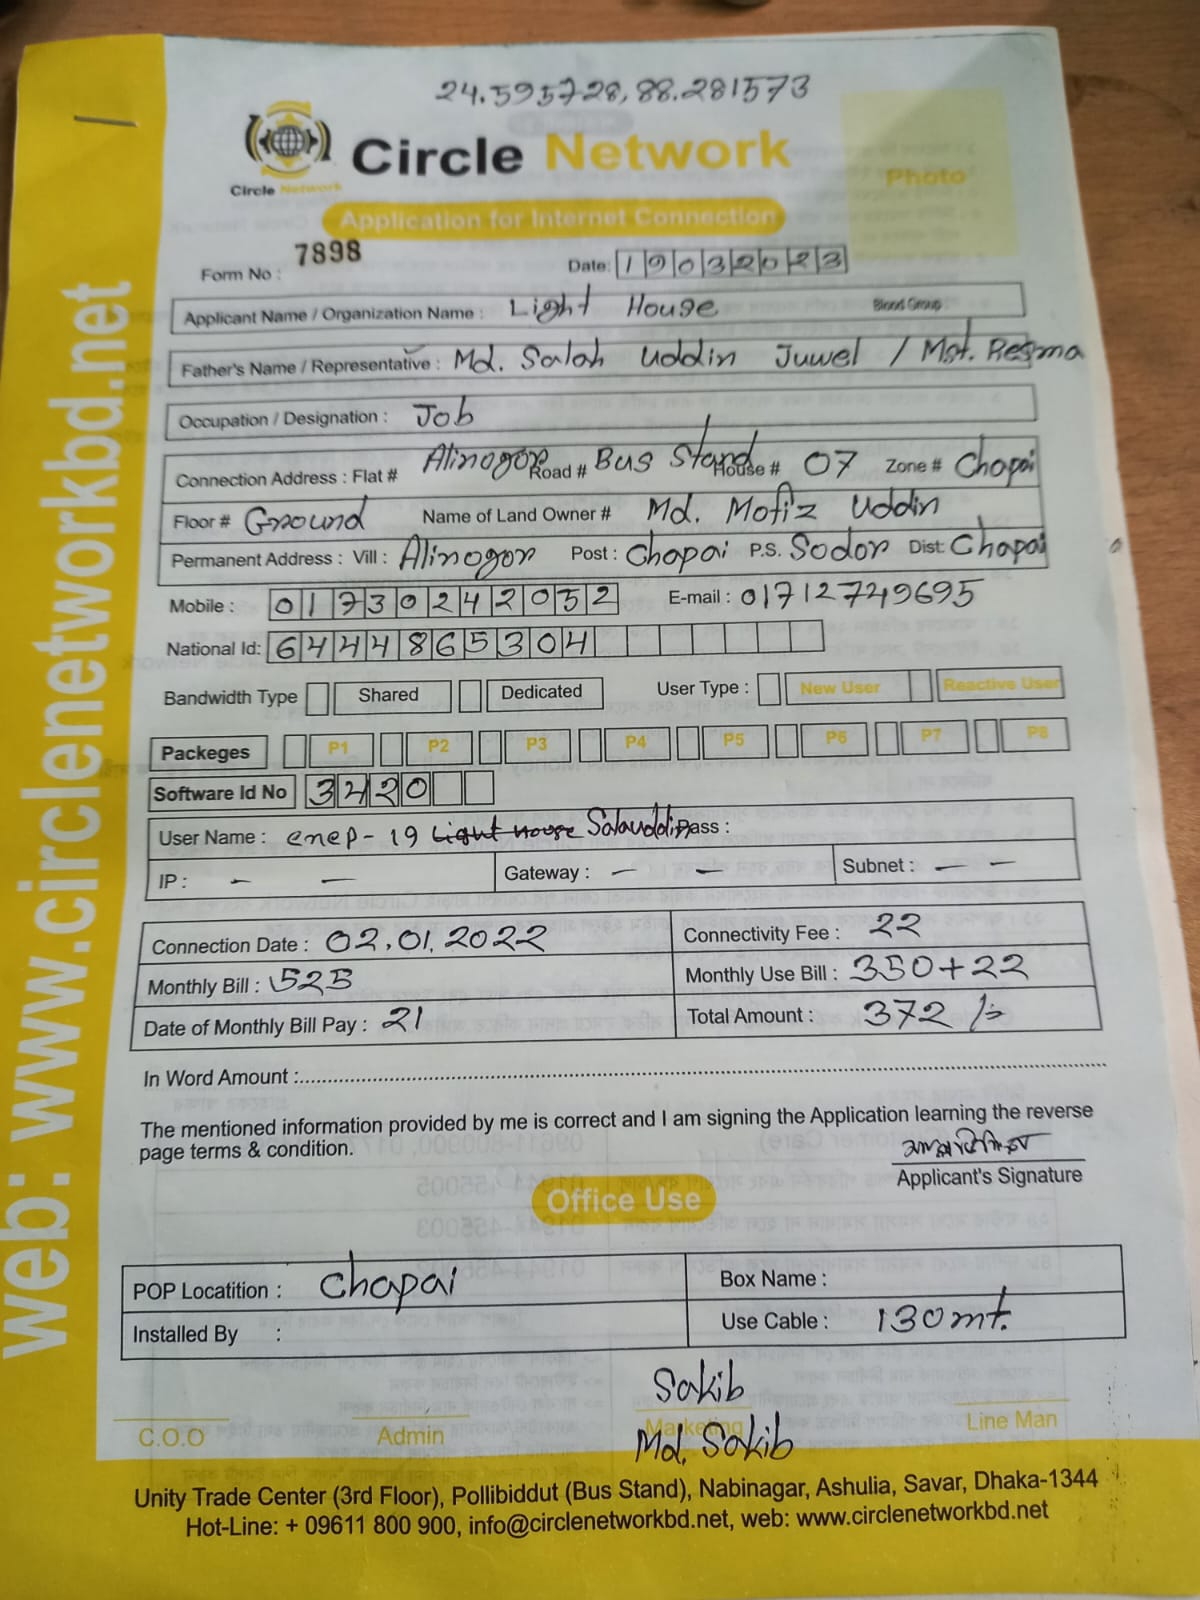 24.595728, 88.281573
Circle Network
Circle Network
Photo
Application for Internet Connection
Form No : 7898 Date: 19032023
Applicant Name / Organization Name : Light House Blood Group :
Father's Name / Representative : Md. Salah Uddin Juwel / Mst. Resma
Occupation / Designation : Job
Connection Address : Flat # Alinogor Road # Bus Stand House # 07 Zone # Chapai
Floor # Ground Name of Land Owner # Md. Mofiz Uddin
Permanent Address : Vill : Alinogor Post : Chapai P.S. Sodor Dist: Chapai
Mobile : 01730242052 E-mail : 01712749695
National Id: 6444865304
Bandwidth Type Shared Dedicated User Type : New User Reactive User
Packeges P1 P2 P3 P4 P5 P6 P7 P8
Software Id No 3420
User Name : cnep-19 Light House Salauddin Pass :
IP : – – Gateway : – – Subnet : – –
Connection Date : 02.01.2022 Connectivity Fee : 22
Monthly Bill : 525 Monthly Use Bill : 350+22
Date of Monthly Bill Pay : 21 Total Amount : 372 /=
In Word Amount :
The mentioned information provided by me is correct and I am signing the Application learning the reverse
page terms & condition.
Applicant's Signature
Office Use
POP Locatition : Chapai Box Name :
Installed By : Use Cable : 130mt.
Sakib
C.O.O Admin Marketing Line Man
Md. Sakib
Unity Trade Center (3rd Floor), Pollibiddut (Bus Stand), Nabinagar, Ashulia, Savar, Dhaka-1344
Hot-Line: + 09611 800 900, info@circlenetworkbd.net, web: www.circlenetworkbd.net
web: www.circlenetworkbd.net